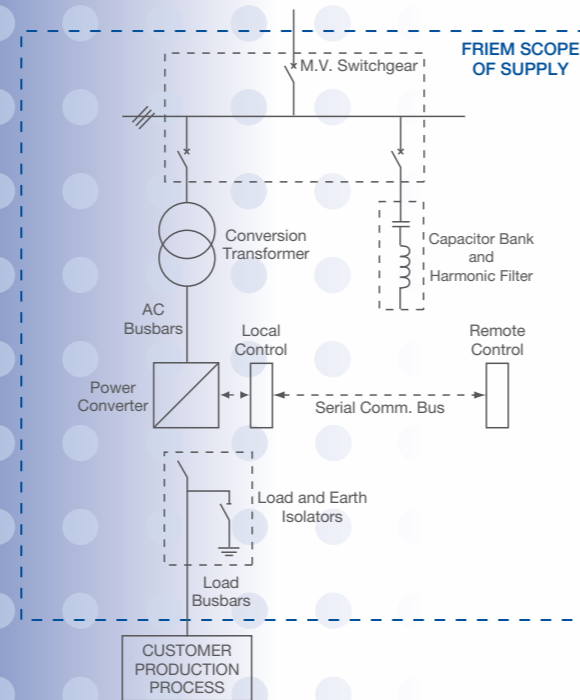 FRIEM SCOPE
OF SUPPLY
M.V. Switchgear
Conversion
Transformer
Capacitor Bank
and
Harmonic Filter
AC
Busbars
Local
Control
Remote
Control
Power
Converter
Serial Comm. Bus
Load and Earth
Isolators
Load
Busbars
CUSTOMER
PRODUCTION
PROCESS